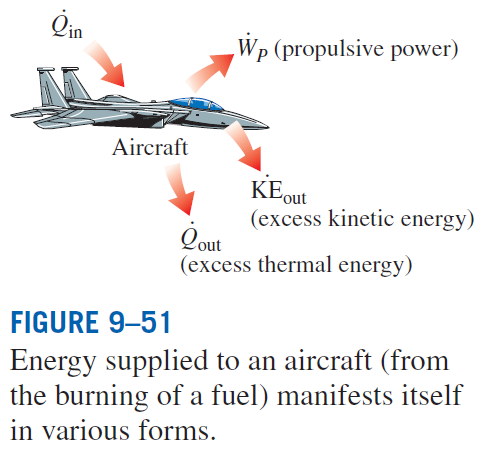 Q̇in
ẆP (propulsive power)
Aircraft
K̇Eout
(excess kinetic energy)
Q̇out
(excess thermal energy)
FIGURE 9–51
Energy supplied to an aircraft (from
the burning of a fuel) manifests itself
in various forms.